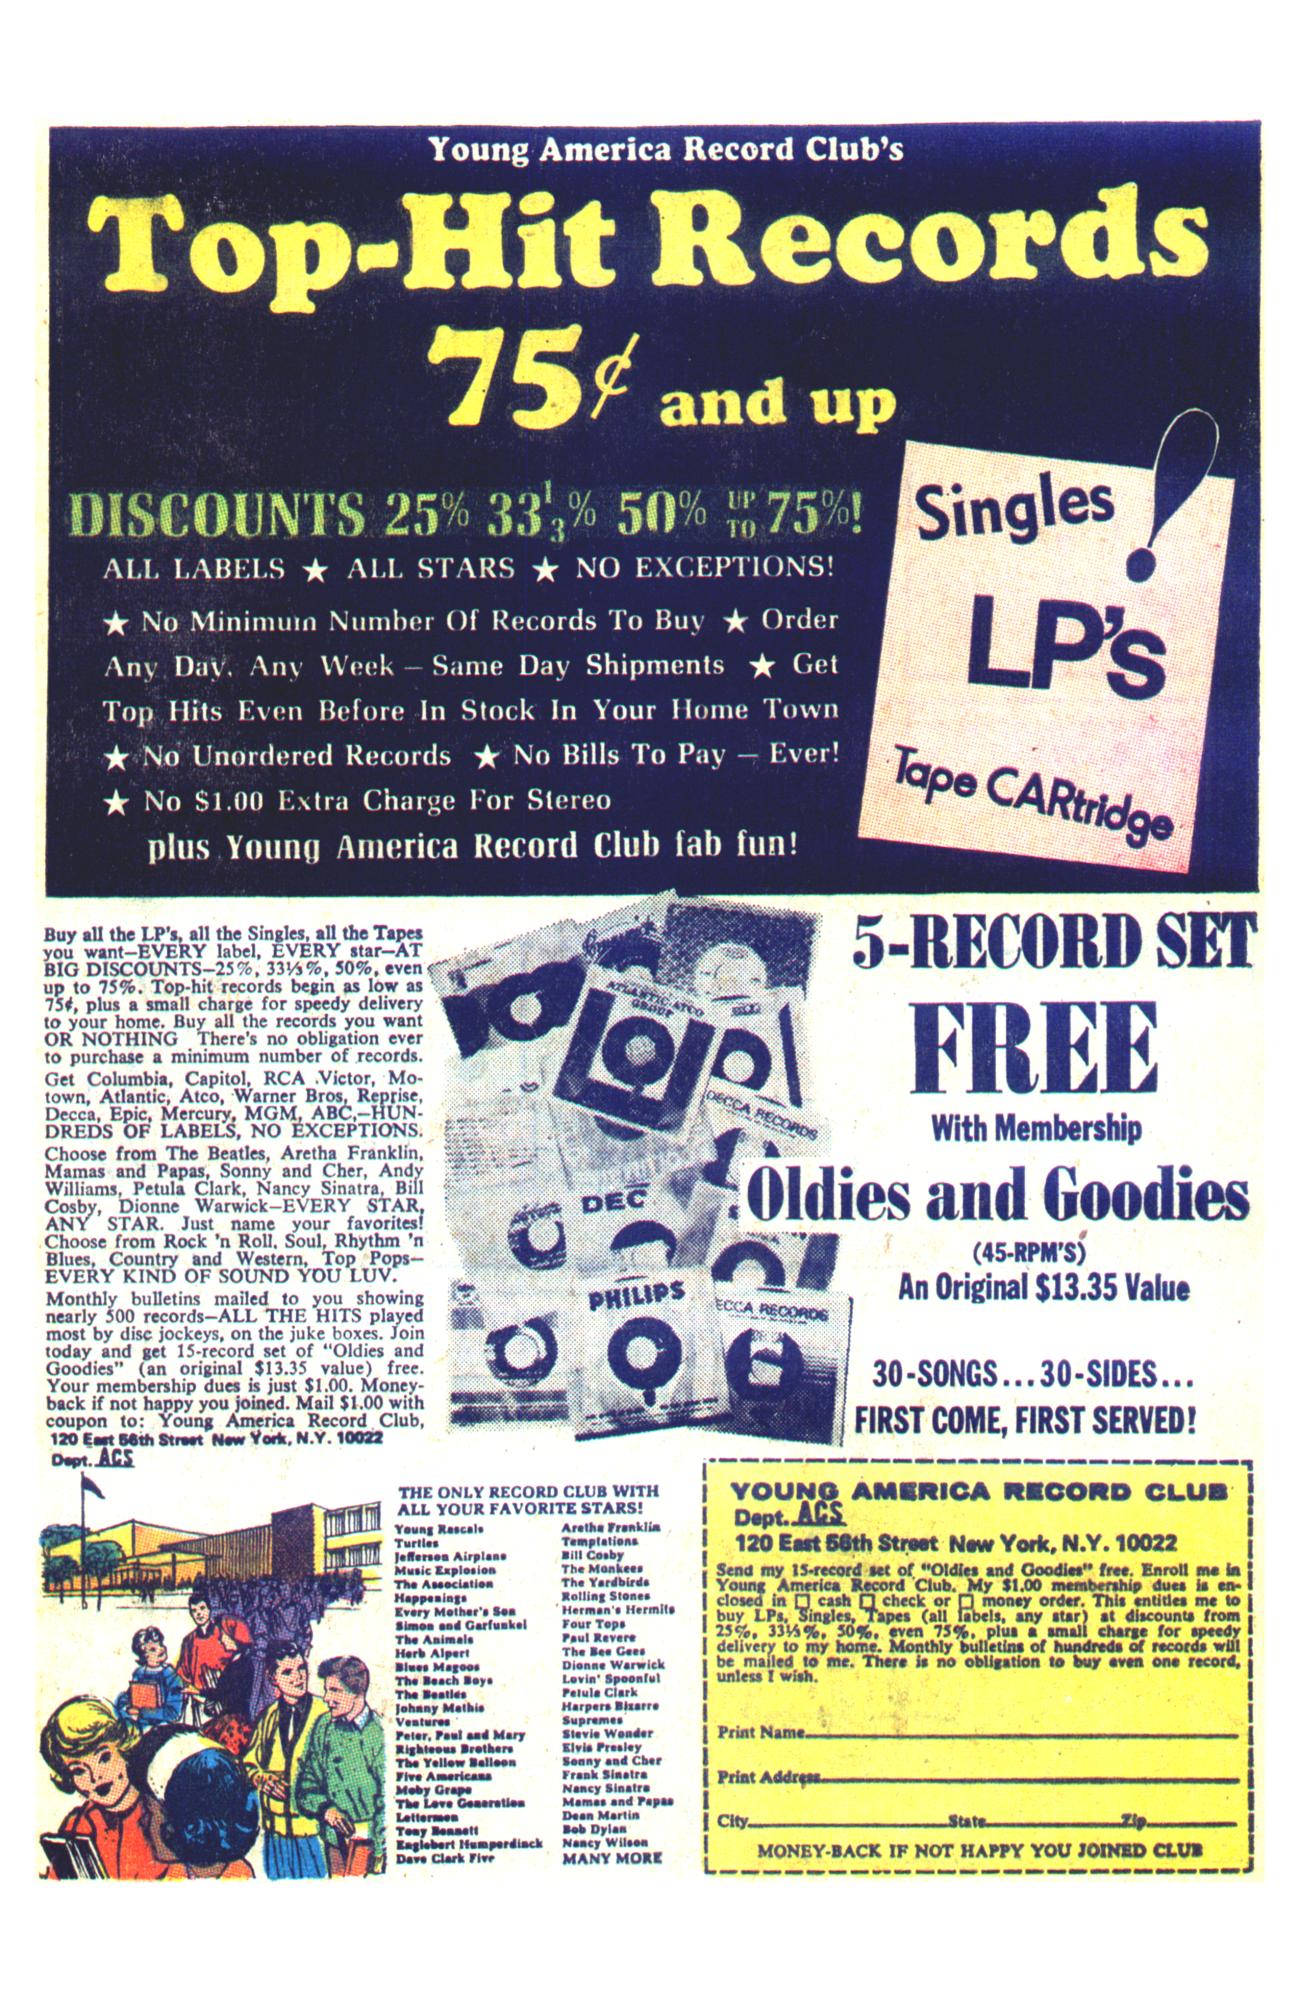 Young America Record Club's
Top-Hit Records
75¢ and up
DISCOUNTS 25% 33⅓% 50% UP TO 75%!
ALL LABELS ★ ALL STARS ★ NO EXCEPTIONS!
★ No Minimum Number Of Records To Buy ★ Order
Any Day, Any Week – Same Day Shipments ★ Get
Top Hits Even Before In Stock In Your Home Town
★ No Unordered Records ★ No Bills To Pay – Ever!
★ No $1.00 Extra Charge For Stereo
plus Young America Record Club fab fun!
Singles
LP's
!
Tape CARtridge
Buy all the LP's, all the Singles, all the Tapes
you want—EVERY label, EVERY star—AT
BIG DISCOUNTS—25%, 33⅓%, 50%, even
up to 75%. Top-hit records begin as low as
75¢, plus a small charge for speedy delivery
to your home. Buy all the records you want
OR NOTHING There's no obligation ever
to purchase a minimum number of records.
Get Columbia, Capitol, RCA Victor, Mo-
town, Atlantic, Atco, Warner Bros, Reprise,
Decca, Epic, Mercury, MGM, ABC,—HUN-
DREDS OF LABELS, NO EXCEPTIONS.
Choose from The Beatles, Aretha Franklin,
Mamas and Papas, Sonny and Cher, Andy
Williams, Petula Clark, Nancy Sinatra, Bill
Cosby, Dionne Warwick—EVERY STAR,
ANY STAR. Just name your favorites!
Choose from Rock 'n Roll, Soul, Rhythm 'n
Blues, Country and Western, Top Pops—
EVERY KIND OF SOUND YOU LUV.
Monthly bulletins mailed to you showing
nearly 500 records—ALL THE HITS played
most by disc jockeys, on the juke boxes. Join
today and get 15-record set of "Oldies and
Goodies" (an original $13.35 value) free.
Your membership dues is just $1.00. Money-
back if not happy you joined. Mail $1.00 with
coupon to: Young America Record Club,
120 East 56th Street New York, N.Y. 10022
Dept. ACS
ATLANTIC-ATCO
GROUP
DECCA RECORDS
DEC
PHILIPS
ECCA RECORDS
5-RECORD SET
FREE
With Membership
Oldies and Goodies
(45-RPM'S)
An Original $13.35 Value
30-SONGS...30-SIDES...
FIRST COME, FIRST SERVED!
THE ONLY RECORD CLUB WITH
ALL YOUR FAVORITE STARS!
Young Rascals
Turtles
Jefferson Airplane
Music Explosion
The Association
Happenings
Every Mother's Son
Simon and Garfunkel
The Animals
Herb Alpert
Blues Magoos
The Beach Boys
The Beatles
Johnny Mathis
Ventures
Peter, Paul and Mary
Righteous Brothers
The Yellow Balloon
Five Americans
Moby Grape
The Love Generation
Lettermen
Tony Bennett
Englebert Humperdinck
Dave Clark Five
Aretha Franklin
Temptations
Bill Cosby
The Monkees
The Yardbirds
Rolling Stones
Herman's Hermits
Four Tops
Paul Revere
The Bee Gees
Dionne Warwick
Lovin' Spoonful
Petula Clark
Harpers Bizarre
Supremes
Stevie Wonder
Elvis Presley
Sonny and Cher
Frank Sinatra
Nancy Sinatra
Mamas and Papas
Dean Martin
Bob Dylan
Nancy Wilson
MANY MORE
YOUNG AMERICA RECORD CLUB
Dept. ACS
120 East 56th Street New York, N.Y. 10022
Send my 15-record set of "Oldies and Goodies" free. Enroll me in
Young America Record Club. My $1.00 membership dues is en-
closed in ☐ cash ☐ check or ☐ money order. This entitles me to
buy LPs, Singles, Tapes (all labels, any star) at discounts from
25%, 33⅓%, 50%, even 75%, plus a small charge for speedy
delivery to my home. Monthly bulletins of hundreds of records will
be mailed to me. There is no obligation to buy even one record,
unless I wish.
Print Name
Print Address
City State Zip
MONEY-BACK IF NOT HAPPY YOU JOINED CLUB